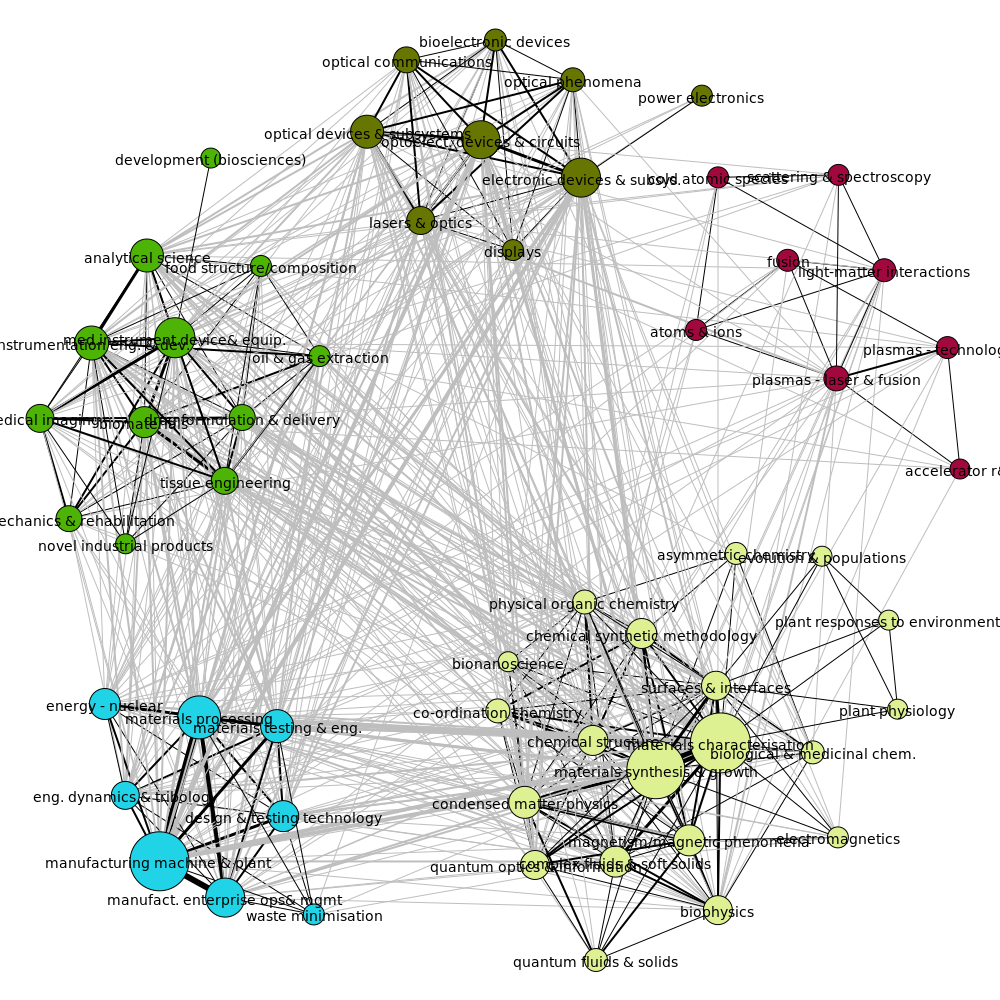 bioelectronic devices
optical communications
optical phenomena
power electronics
optical devices & subsystems
optoelect. devices & circuits
development (biosciences)
electronic devices & subsys.
cold atomic species
scattering & spectroscopy
lasers & optics
displays
analytical science
food structure/composition
fusion
light-matter interactions
atoms & ions
med.instrument.device& equip.
nstrumentation eng. & dev.
plasmas - technolog
oil & gas extraction
plasmas - laser & fusion
edical imaging
biomaterials
drug formulation & delivery
accelerator r&
tissue engineering
echanics & rehabilitation
novel industrial products
asymmetric chemistry
evolution & populations
physical organic chemistry
plant responses to environment
chemical synthetic methodology
bionanoscience
surfaces & interfaces
energy - nuclear
materials processing
co-ordination chemistry
plant physiology
materials testing & eng.
chemical structure
materials characterisation
biological & medicinal chem.
materials synthesis & growth
eng. dynamics & tribology
condensed matter physics
design & testing technology
magnetism/magnetic phenomena
electromagnetics
manufacturing machine & plant
quantum optics & information
complex fluids & soft solids
manufact. enterprise ops& mgmt
waste minimisation
biophysics
quantum fluids & solids